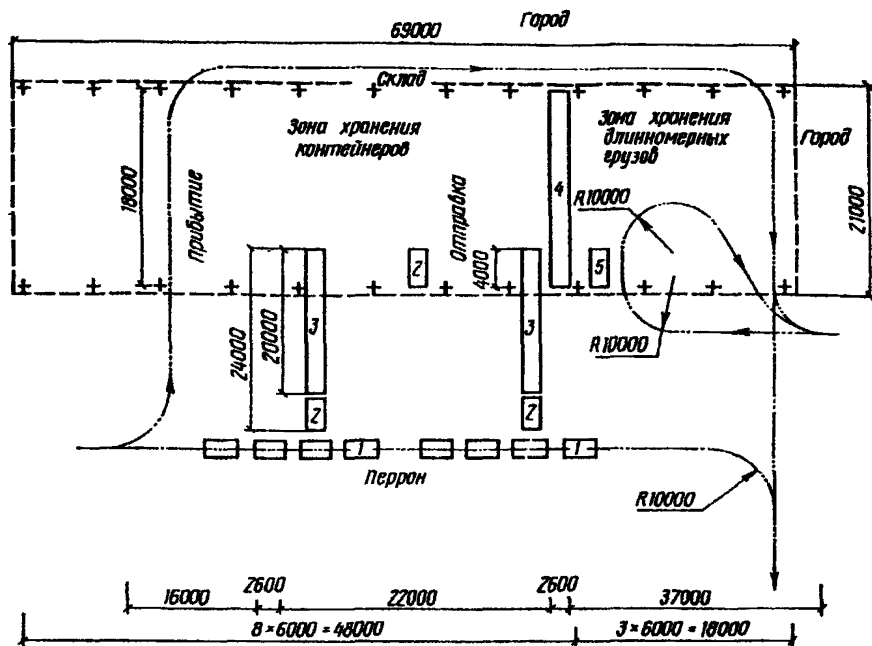 Город
69000
Склад
Зона хранения
контейнеров
Зона хранения
длинномерных
грузов
Город
18000
Прибытие
Отправка
4
R10000
21000
2
4000
5
3
3
24000
20000
R10000
2
2
1
1
Перрон
R10000
2600
2600
16000
22000
37000
8×6000=48000
3×6000=18000